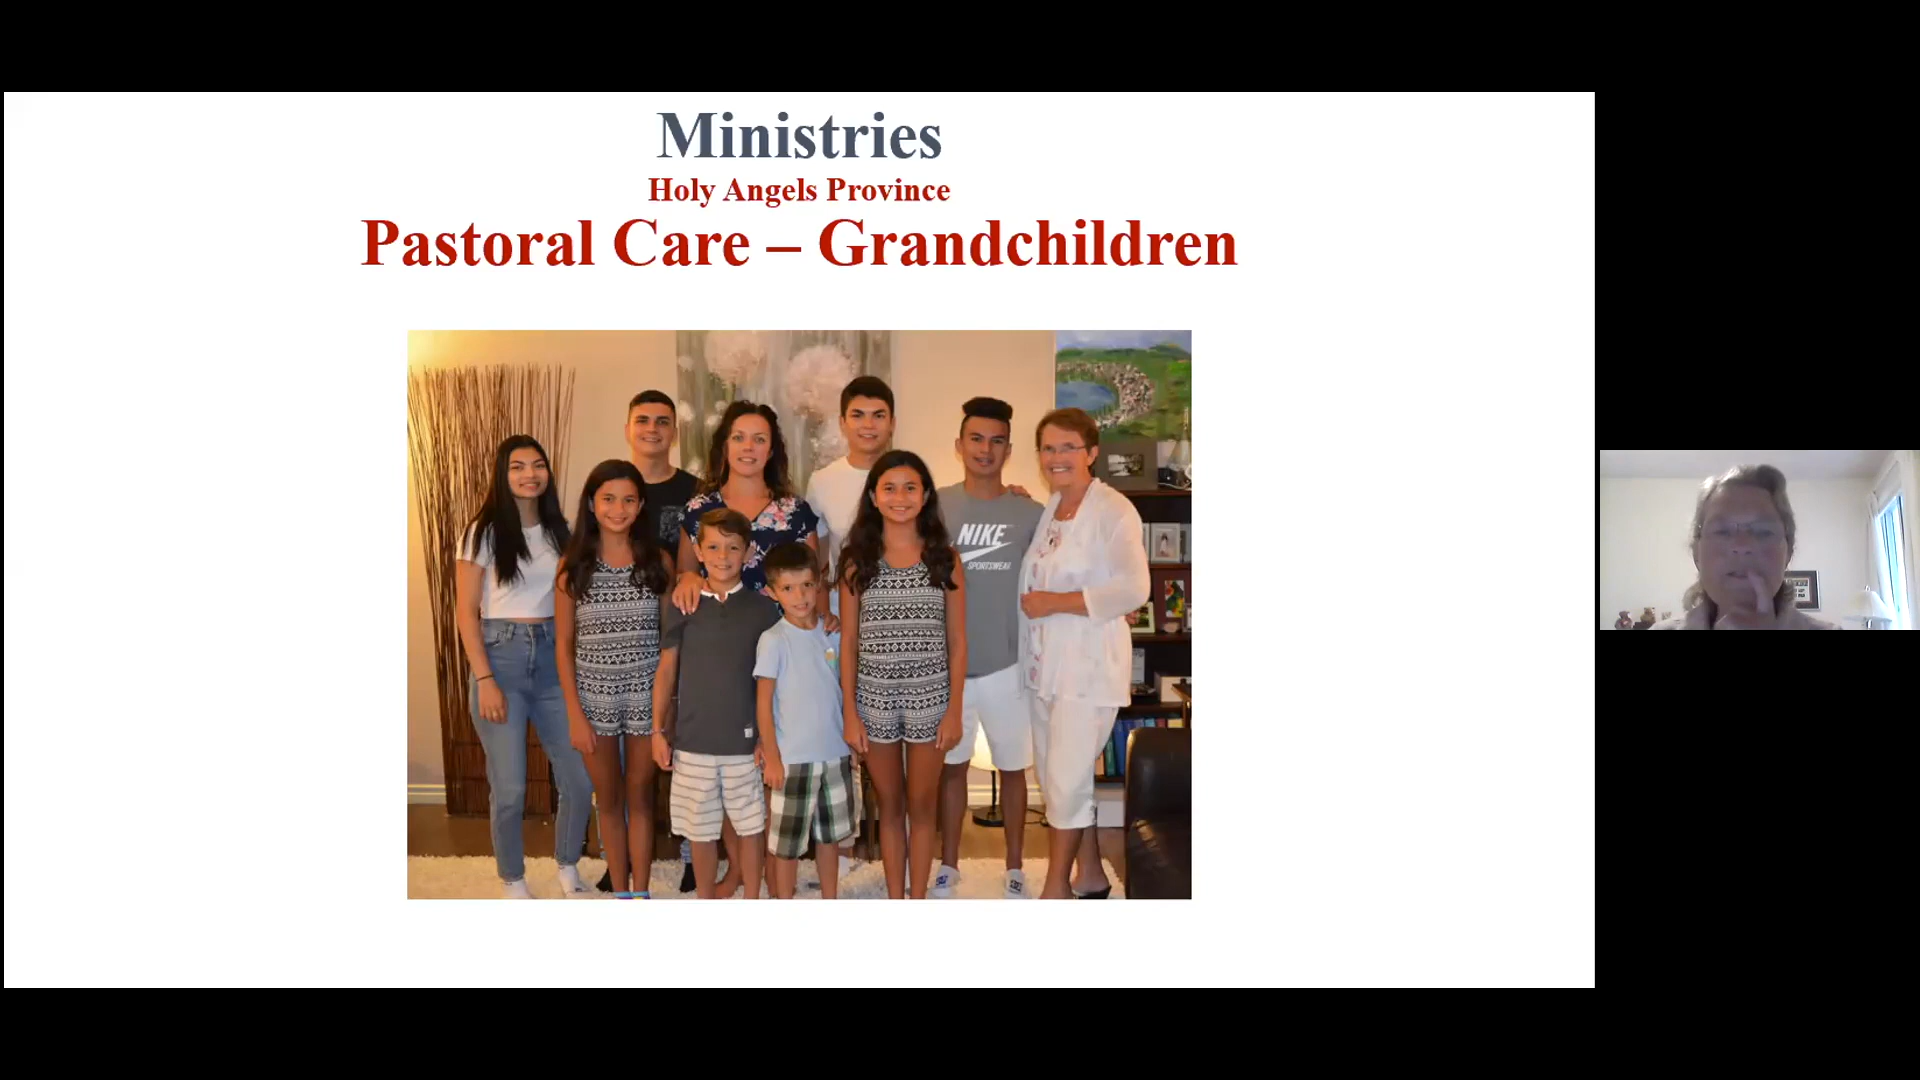 Ministries
Holy Angels Province
Pastoral Care – Grandchildren
NIKE
SPORTSWEAR